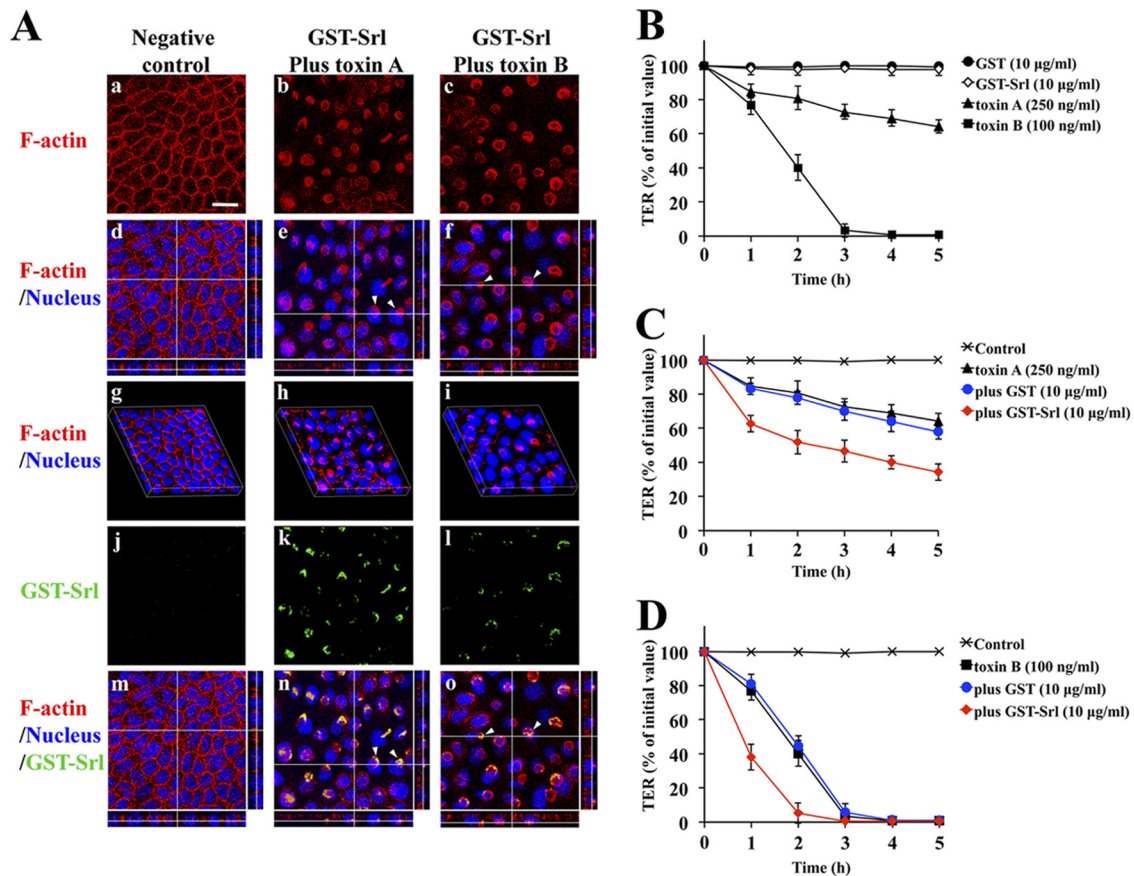 A
Negative
control
GST-Srl
Plus toxin A
GST-Srl
Plus toxin B
F-actin
a
b
c
F-actin
/Nucleus
d
e
f
F-actin
/Nucleus
g
h
i
GST-Srl
j
k
l
F-actin
/Nucleus
/GST-Srl
m
n
o
B
TER (% of initial value)
100
80
60
40
20
0
0 1 2 3 4 5
Time (h)
GST (10 µg/ml)
GST-Srl (10 µg/ml)
toxin A (250 ng/ml)
toxin B (100 ng/ml)
C
TER (% of initial value)
100
80
60
40
20
0
0 1 2 3 4 5
Time (h)
Control
toxin A (250 ng/ml)
plus GST (10 µg/ml)
plus GST-Srl (10 µg/ml)
D
TER (% of initial value)
100
80
60
40
20
0
0 1 2 3 4 5
Time (h)
Control
toxin B (100 ng/ml)
plus GST (10 µg/ml)
plus GST-Srl (10 µg/ml)